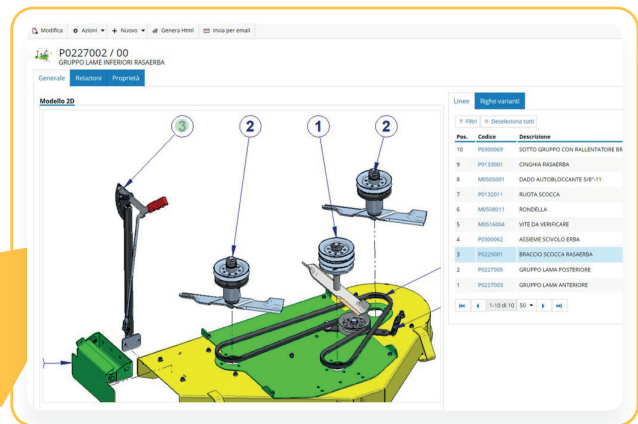 Modifica Azioni + Nuovo Genera Html Invia per email
P0227002 / 00
GRUPPO LAME INFERIORI RASAERBA
Generale Relazioni Proprietà
Modello 2D
3 2 1 2
Linee Righe varianti
Filtri Deseleziona tutti
Pos. Codice Descrizione
10 P0300069 SOTTO GRUPPO CON RALLENTATORE BR
9 P0133001 CINGHIA RASAERBA
8 M0505001 DADO AUTOBLOCCANTE 5/8"-11
7 P0132011 RUOTA SCOCCA
6 M0508011 RONDELLA
5 M0516004 VITE DA VERIFICARE
4 P0300062 ASSIEME SCIVOLO ERBA
3 P0229001 BRACCIO SCOCCA RASAERBA
2 P0227005 GRUPPO LAMA POSTERIORE
1 P0227003 GRUPPO LAMA ANTERIORE
1-10 di 10 50